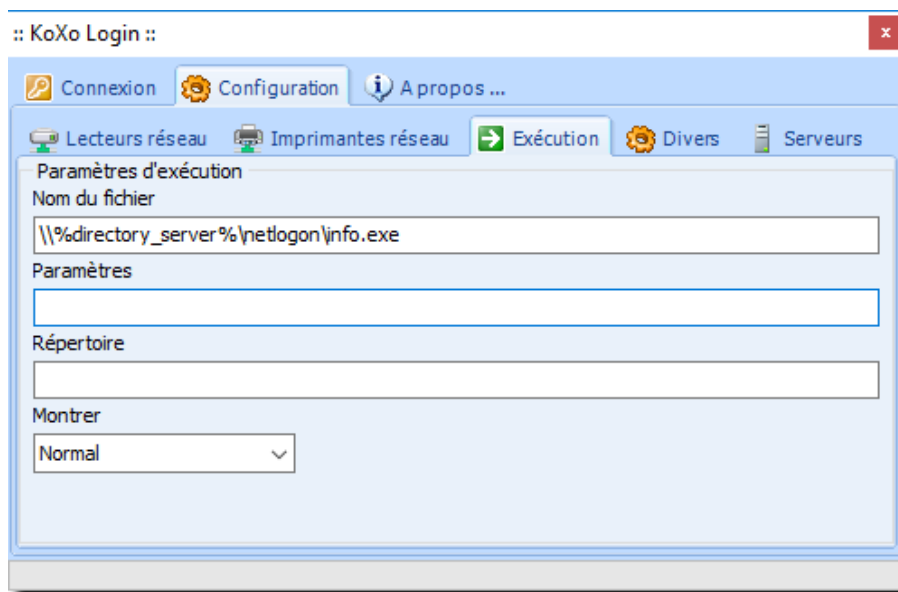 :: KoXo Login ::
x
Connexion Configuration A propos ...
Lecteurs réseau Imprimantes réseau Exécution Divers Serveurs
Paramètres d'exécution
Nom du fichier
\\%directory_server%\netlogon\info.exe
Paramètres
Répertoire
Montrer
Normal